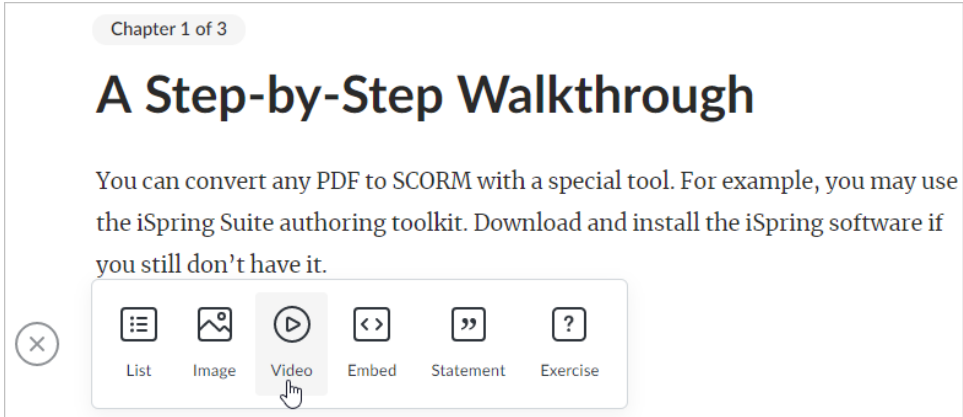 Chapter 1 of 3
A Step-by-Step Walkthrough
You can convert any PDF to SCORM with a special tool. For example, you may use
the iSpring Suite authoring toolkit. Download and install the iSpring software if
you still don’t have it.
List Image Video Embed Statement Exercise